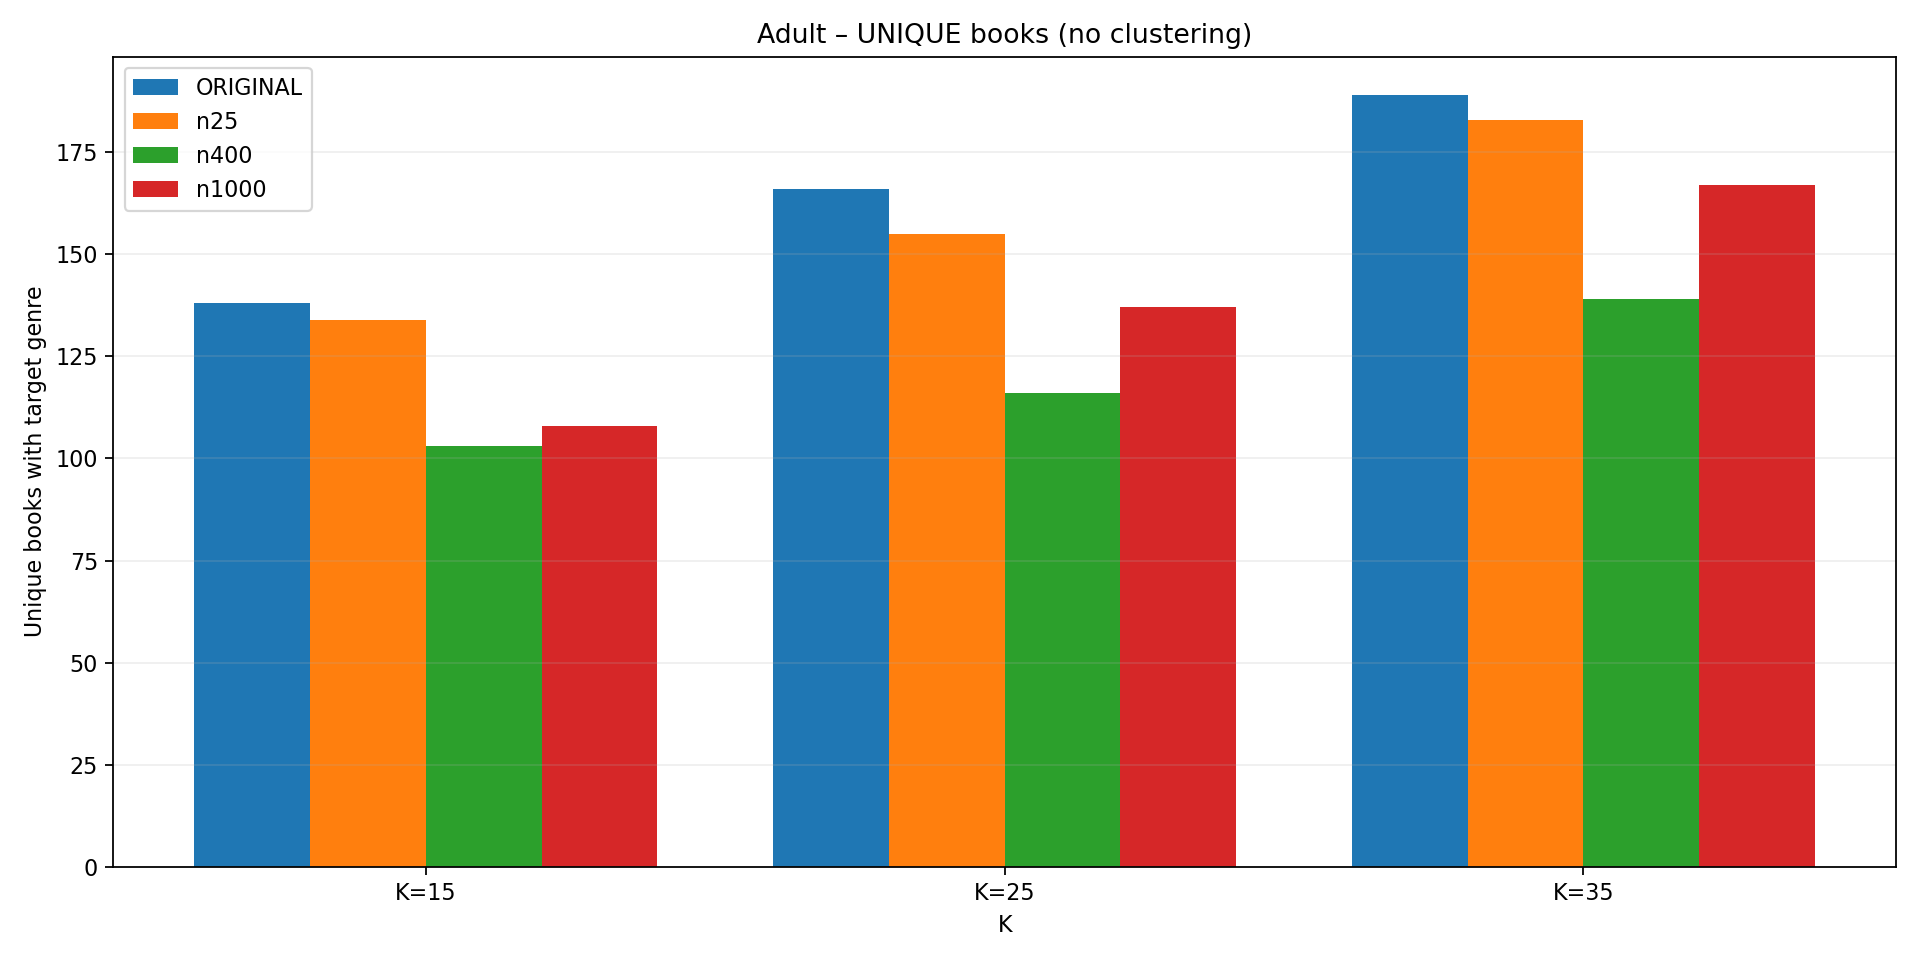 Adult – UNIQUE books (no clustering)
ORIGINAL
n25
n400
n1000
Unique books with target genre
175
150
125
100
75
50
25
0
K=15
K=25
K=35
K